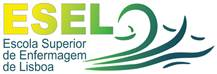 ESEL
Escola Superior
de Enfermagem
de Lisboa